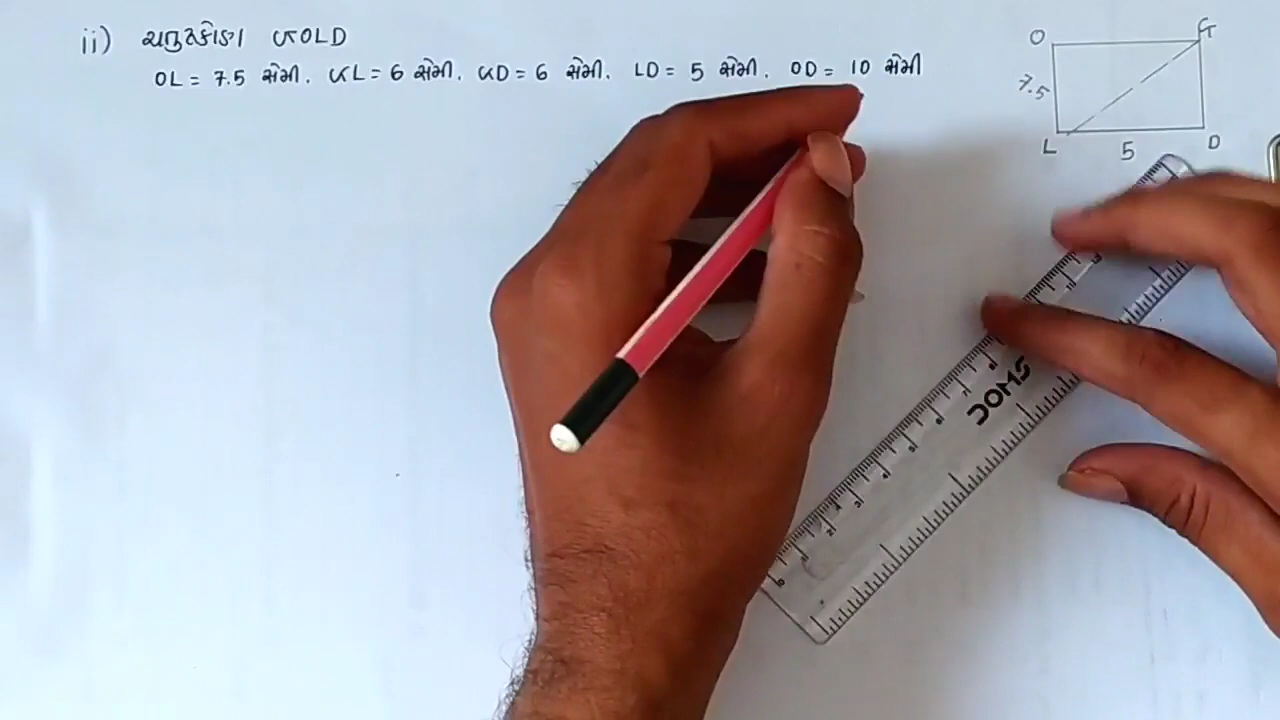 ii) ચતુષ્કોણ GOLD
OL = 7.5 સેમી. GL = 6 સેમી. GD = 6 સેમી. LD = 5 સેમી. OD = 10 સેમી
O G
7.5
L 5 D
DOMS